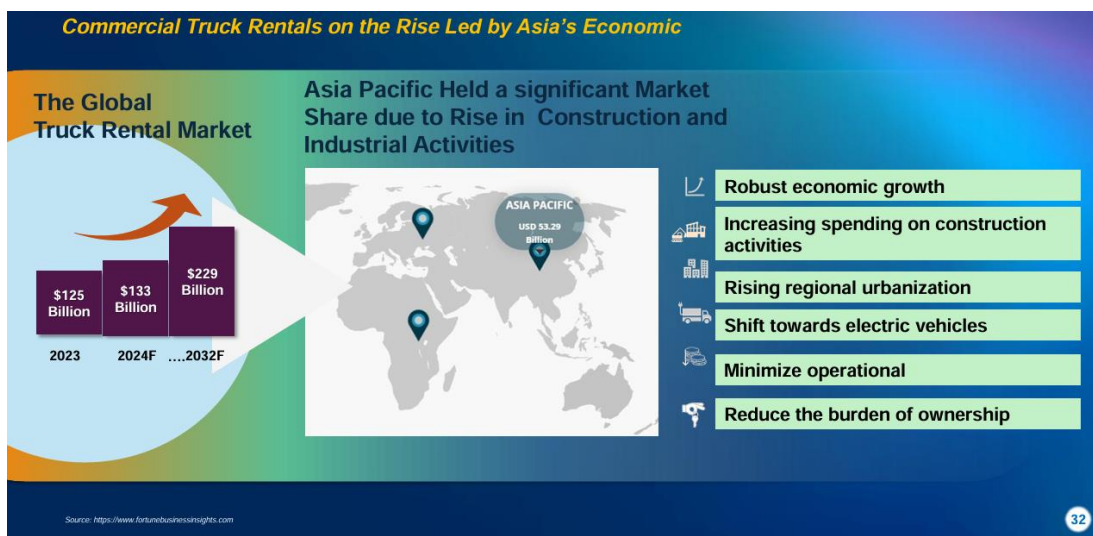 Commercial Truck Rentals on the Rise Led by Asia's Economic
The Global
Truck Rental Market
$125
Billion
$133
Billion
$229
Billion
2023
2024F
....2032F
Asia Pacific Held a significant Market
Share due to Rise in Construction and
Industrial Activities
ASIA PACIFIC
USD 53.29
Billion
Robust economic growth
Increasing spending on construction
activities
Rising regional urbanization
Shift towards electric vehicles
Minimize operational
Reduce the burden of ownership
Source: https://www.fortunebusinessinsights.com
32